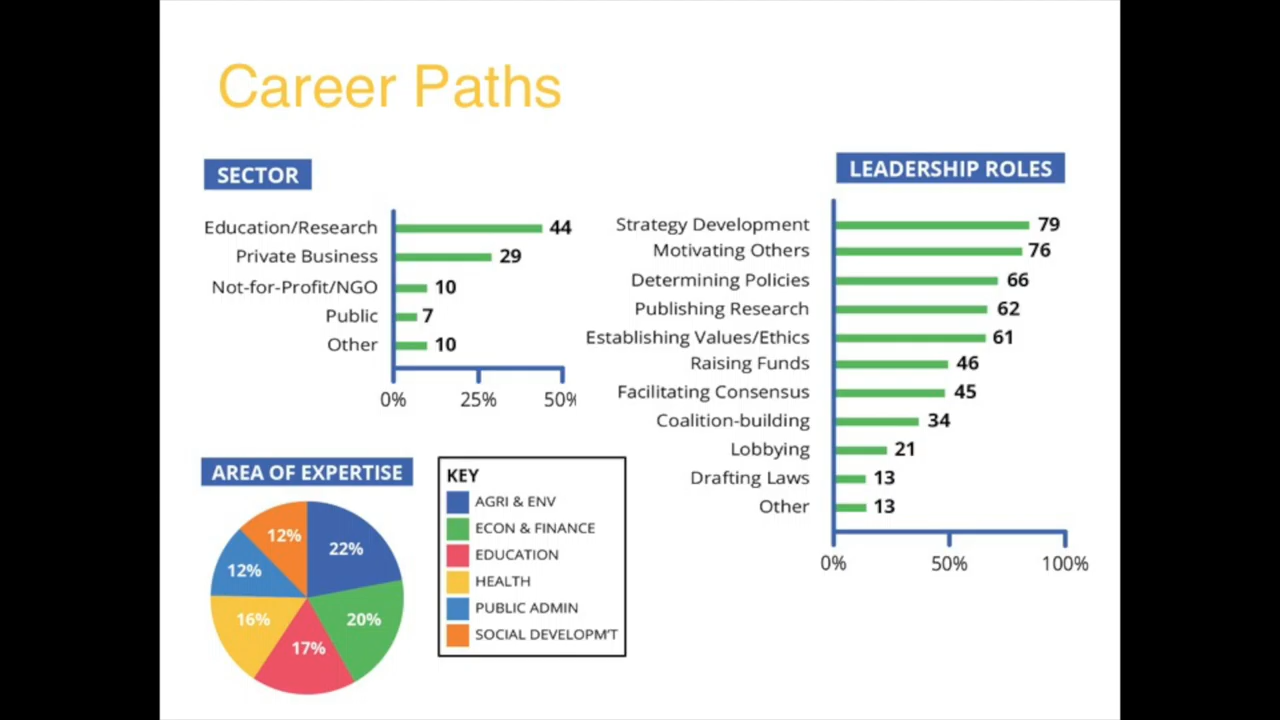 Career Paths
SECTOR
Education/Research 44
Private Business 29
Not-for-Profit/NGO 10
Public 7
Other 10
0% 25% 50%
LEADERSHIP ROLES
Strategy Development 79
Motivating Others 76
Determining Policies 66
Publishing Research 62
Establishing Values/Ethics 61
Raising Funds 46
Facilitating Consensus 45
Coalition-building 34
Lobbying 21
Drafting Laws 13
Other 13
0% 50% 100%
AREA OF EXPERTISE
12% 22%
12%
16% 20%
17%
KEY
AGRI & ENV
ECON & FINANCE
EDUCATION
HEALTH
PUBLIC ADMIN
SOCIAL DEVELOPM'T